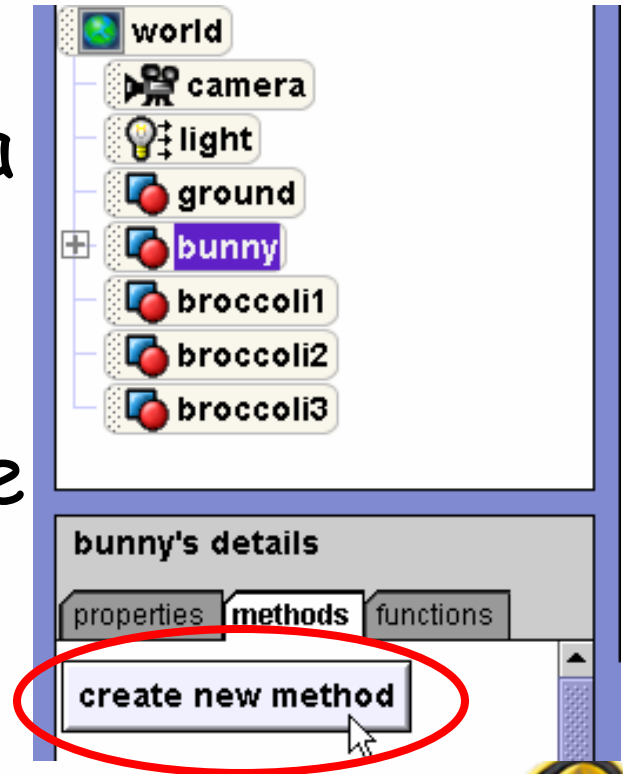 world
camera
a
light
ground
bunny
broccoli1
broccoli2
broccoli3
e
bunny's details
properties methods functions
create new method